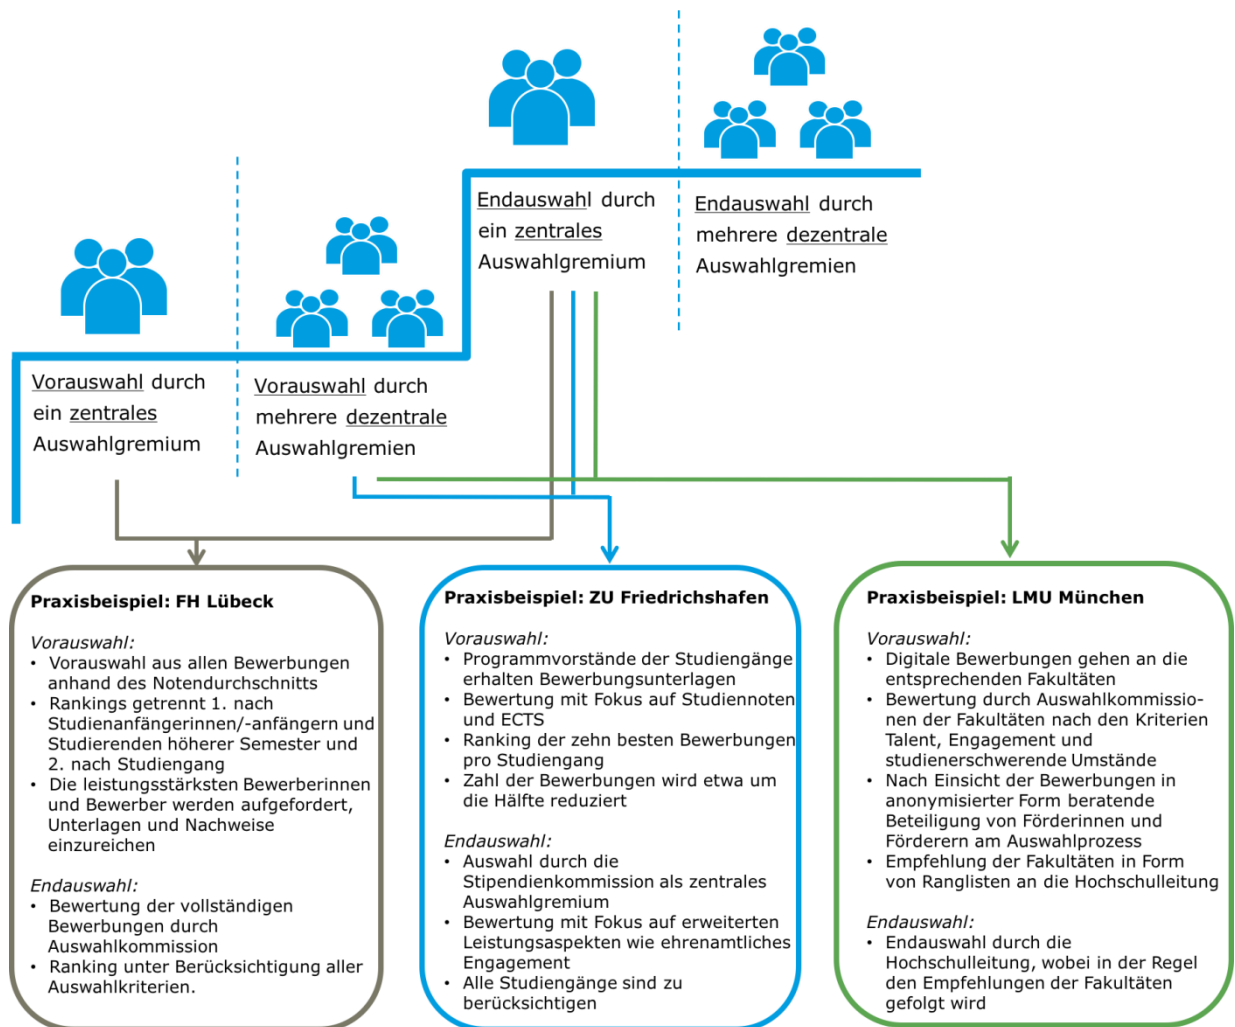 Endauswahl durch
ein zentrales
Auswahlgremium
Endauswahl durch
mehrere dezentrale
Auswahlgremien
Vorauswahl durch
ein zentrales
Auswahlgremium
Vorauswahl durch
mehrere dezentrale
Auswahlgremien
Praxisbeispiel: FH Lübeck
Vorauswahl:
• Vorauswahl aus allen Bewerbungen
anhand des Notendurchschnitts
• Rankings getrennt 1. nach
Studienanfängerinnen/-anfängern und
Studierenden höherer Semester und
2. nach Studiengang
• Die leistungsstärksten Bewerberinnen
und Bewerber werden aufgefordert,
Unterlagen und Nachweise
einzureichen
Endauswahl:
• Bewertung der vollständigen
Bewerbungen durch
Auswahlkommission
• Ranking unter Berücksichtigung aller
Auswahlkriterien.
Praxisbeispiel: ZU Friedrichshafen
Vorauswahl:
• Programmvorstände der Studiengänge
erhalten Bewerbungsunterlagen
• Bewertung mit Fokus auf Studiennoten
und ECTS
• Ranking der zehn besten Bewerbungen
pro Studiengang
• Zahl der Bewerbungen wird etwa um
die Hälfte reduziert
Endauswahl:
• Auswahl durch die
Stipendienkommission als zentrales
Auswahlgremium
• Bewertung mit Fokus auf erweiterten
Leistungsaspekten wie ehrenamtliches
Engagement
• Alle Studiengänge sind zu
berücksichtigen
Praxisbeispiel: LMU München
Vorauswahl:
• Digitale Bewerbungen gehen an die
entsprechenden Fakultäten
• Bewertung durch Auswahlkommissio-
nen der Fakultäten nach den Kriterien
Talent, Engagement und
studienerschwerende Umstände
• Nach Einsicht der Bewerbungen in
anonymisierter Form beratende
Beteiligung von Förderinnen und
Förderern am Auswahlprozess
• Empfehlung der Fakultäten in Form
von Ranglisten an die Hochschulleitung
Endauswahl:
• Endauswahl durch die
Hochschulleitung, wobei in der Regel
den Empfehlungen der Fakultäten
gefolgt wird